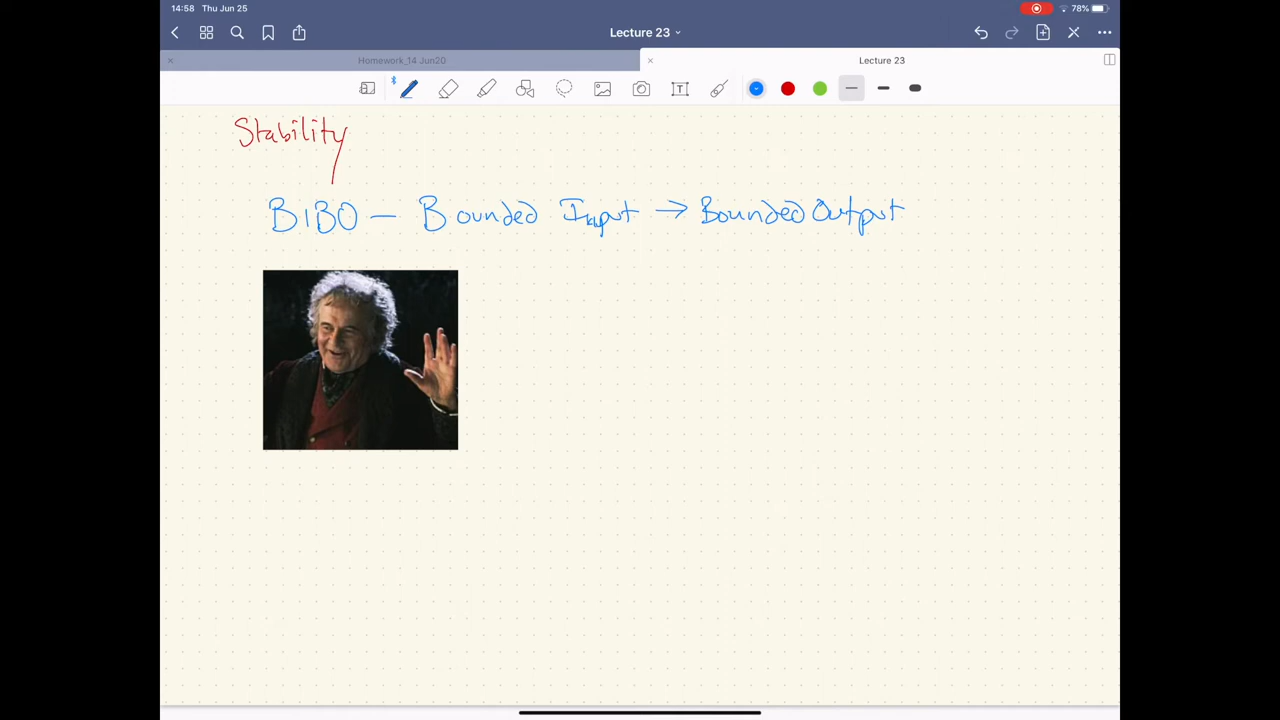 14:58 Thu Jun 25
78%
Lecture 23
Homework_14 Jun20
Lecture 23
T
Stability
BIBO — Bounded Input → Bounded Output